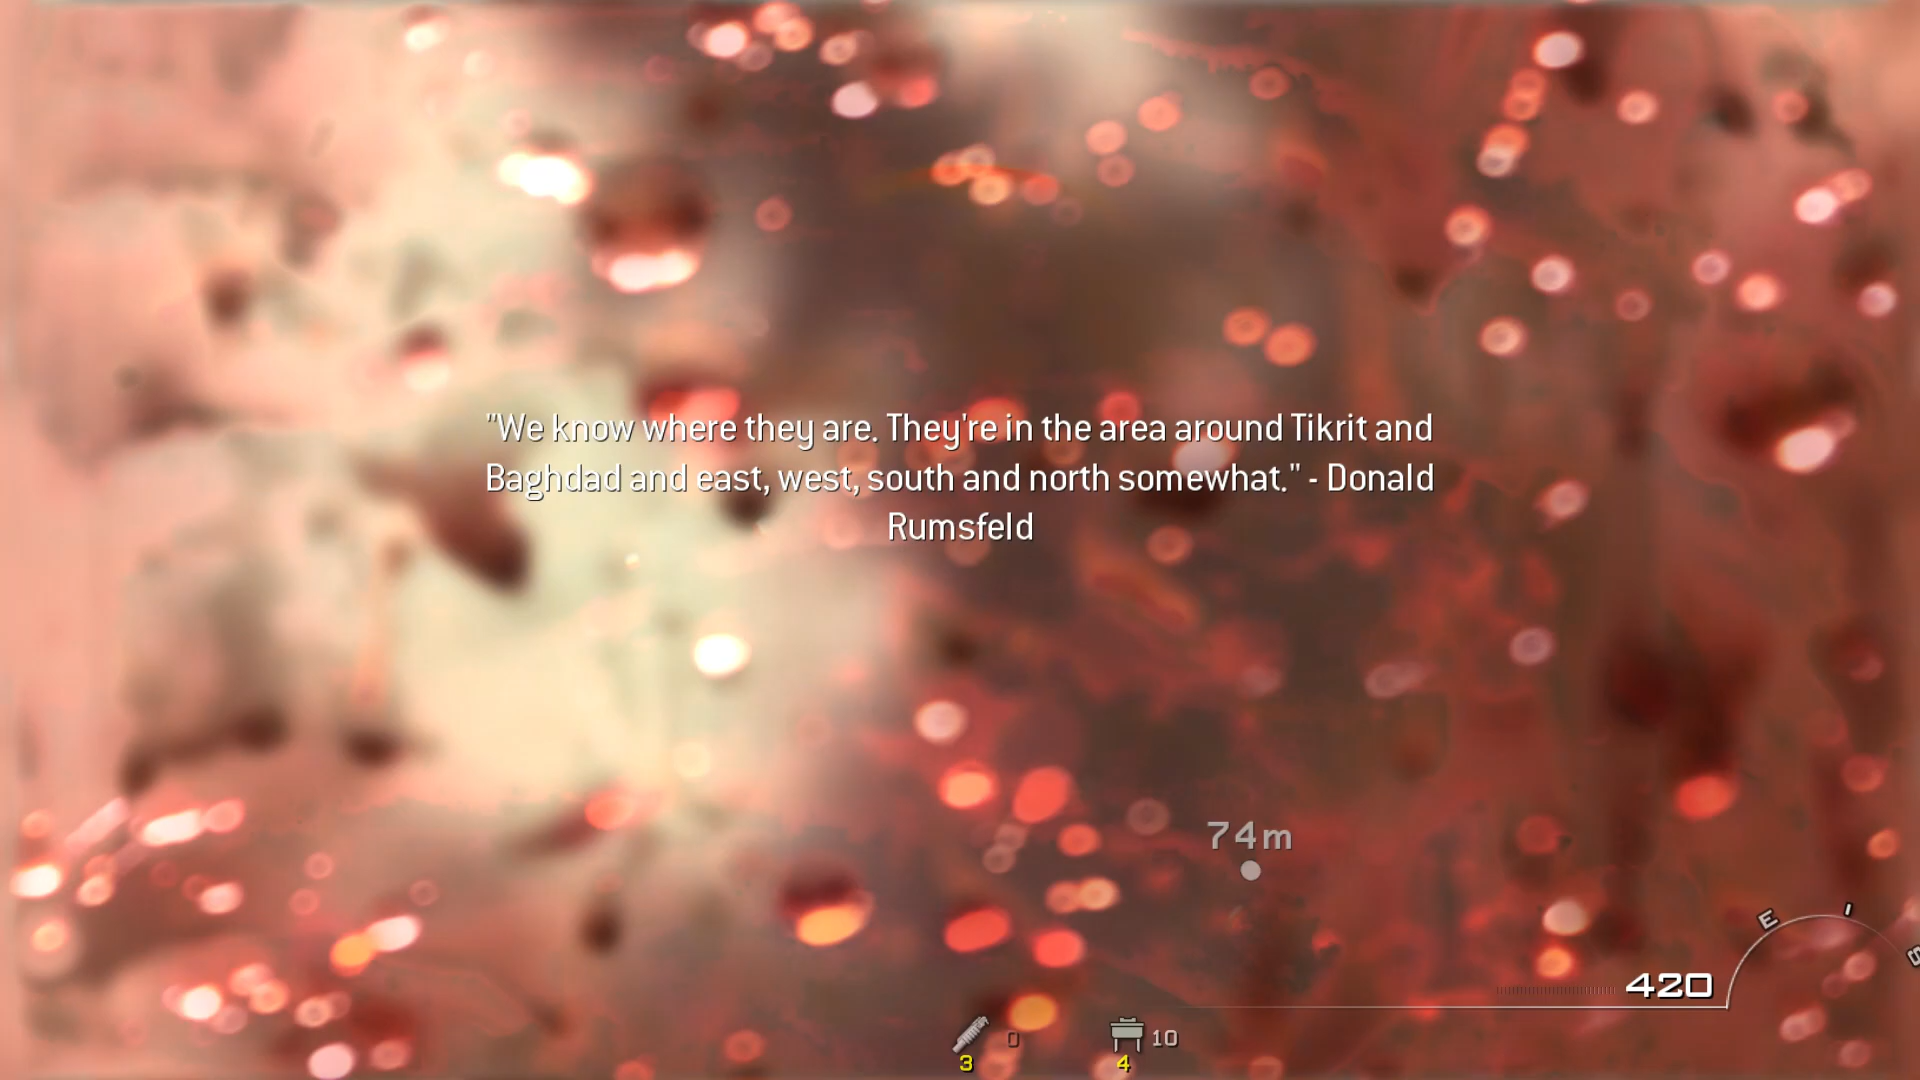 "We know where they are. They're in the area around Tikrit and
Baghdad and east, west, south and north somewhat." - Donald
Rumsfeld
74m
E
420
0
10
3
4